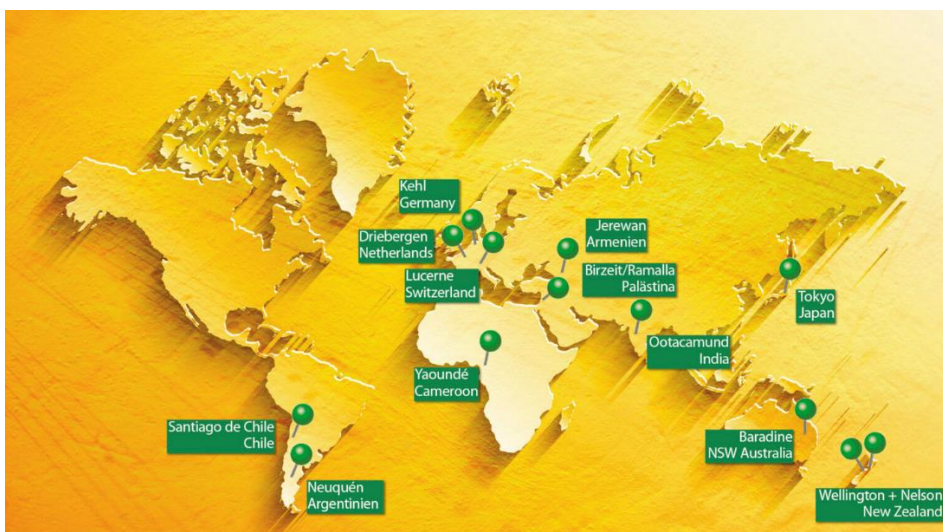 Kehl
Germany
Driebergen
Netherlands
Lucerne
Switzerland
Jerewan
Armenien
Birzeit/Ramalla
Palästina
Tokyo
Japan
Ootacamund
India
Yaoundé
Cameroon
Santiago de Chile
Chile
Baradine
NSW Australia
Neuquén
Argentinien
Wellington + Nelson
New Zealand